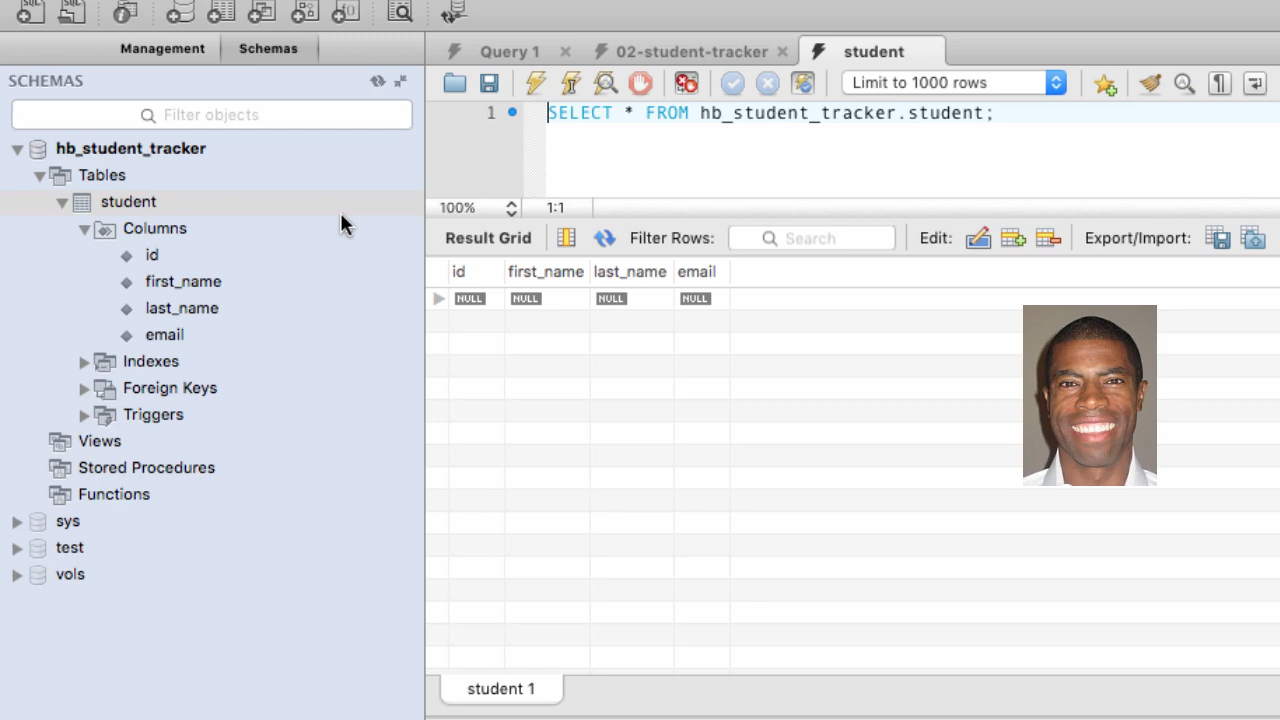 Management
Schemas
Query 1
02-student-tracker
student
SCHEMAS
Limit to 1000 rows
Filter objects
1
SELECT * FROM hb_student_tracker.student;
hb_student_tracker
Tables
student
Columns
id
first_name
last_name
email
Indexes
Foreign Keys
Triggers
Views
Stored Procedures
Functions
sys
test
vols
100%
1:1
Result Grid
Filter Rows:
Search
Edit:
Export/Import:
id first_name last_name email
NULL NULL NULL NULL
student 1